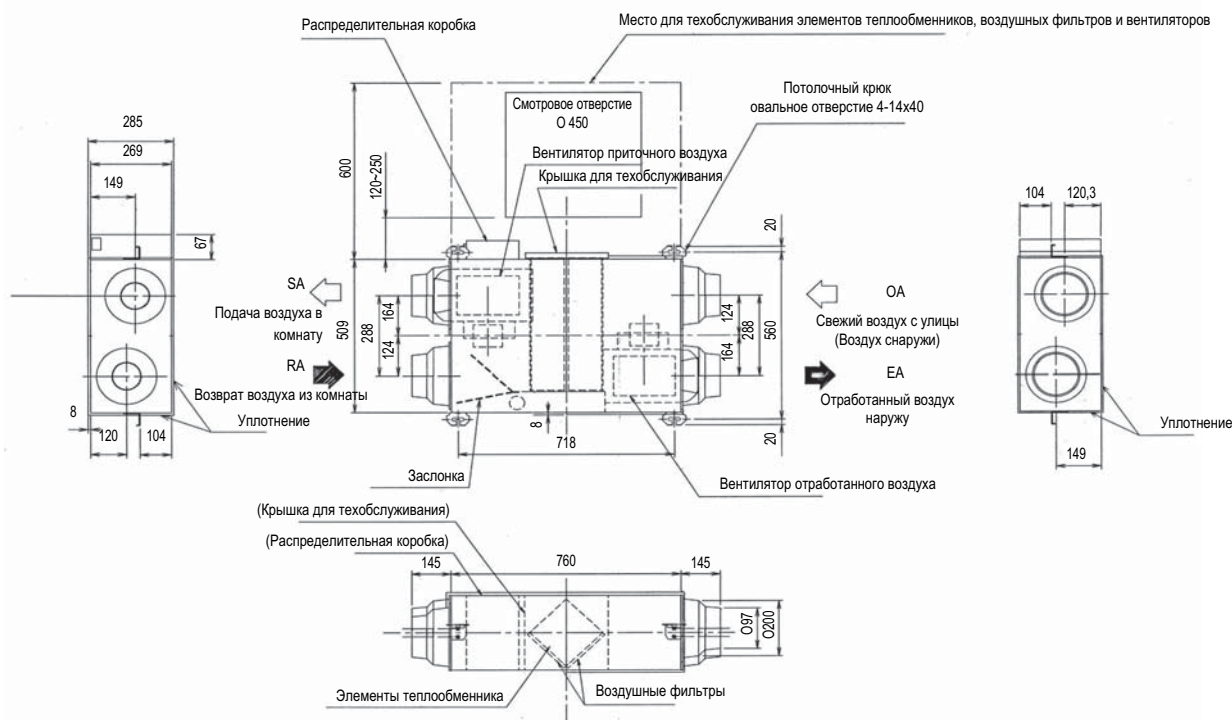 Распределительная коробка
Место для техобслуживания элементов теплообменников, воздушных фильтров и вентиляторов
Потолочный крюк
овальное отверстие 4-14x40
Смотровое отверстие
O 450
Вентилятор приточного воздуха
Крышка для техобслуживания
285
269
149
67
600
120~250
20
104
120,3
SA
Подача воздуха в
комнату
RA
Возврат воздуха из комнаты
509
288
164
124
124
164
288
560
OA
Свежий воздух с улицы
(Воздух снаружи)
EA
Отработанный воздух
наружу
8
120
104
Уплотнение
8
718
20
149
Уплотнение
Заслонка
Вентилятор отработанного воздуха
(Крышка для техобслуживания)
(Распределительная коробка)
145
760
145
O97
O200
Элементы теплообменника
Воздушные фильтры